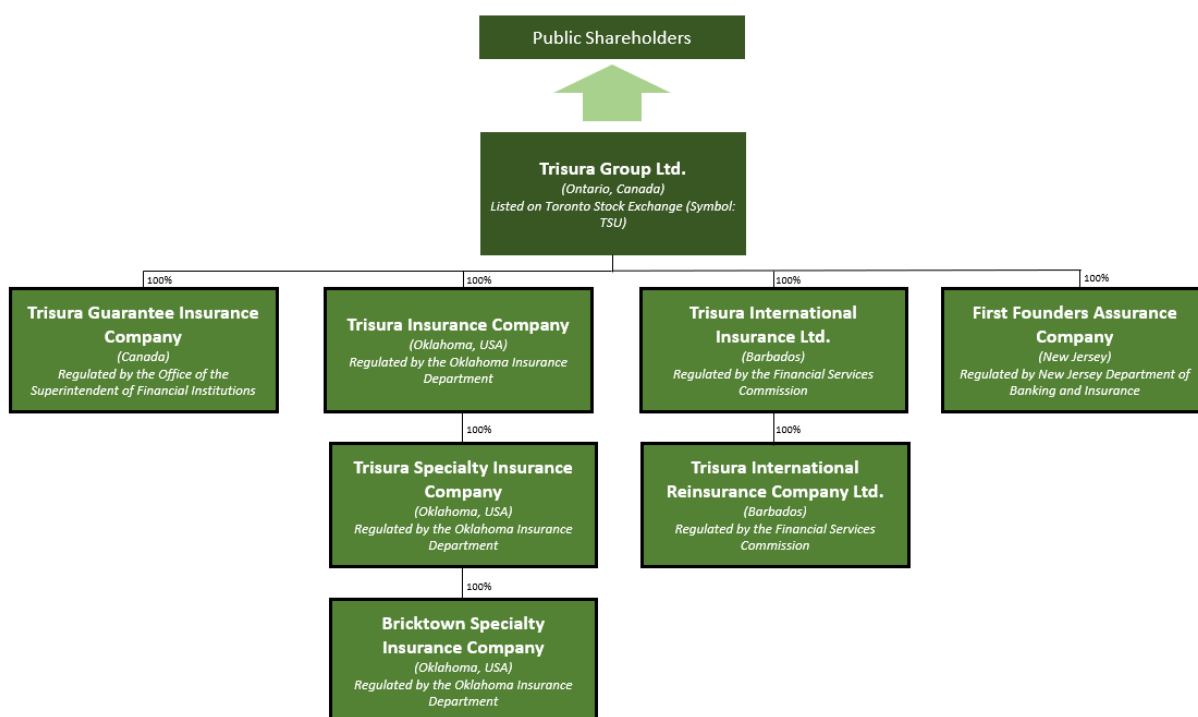 Public Shareholders
Trisura Group Ltd.
(Ontario, Canada)
Listed on Toronto Stock Exchange (Symbol:
TSU)
100%
100%
100%
100%
Trisura Guarantee Insurance
Company
(Canada)
Regulated by the Office of the
Superintendent of Financial Institutions
Trisura Insurance Company
(Oklahoma, USA)
Regulated by the Oklahoma Insurance
Department
Trisura International
Insurance Ltd.
(Barbados)
Regulated by the Financial Services
Commission
First Founders Assurance
Company
(New Jersey)
Regulated by New Jersey Department of
Banking and Insurance
100%
100%
Trisura Specialty Insurance
Company
(Oklahoma, USA)
Regulated by the Oklahoma Insurance
Department
Trisura International
Reinsurance Company Ltd.
(Barbados)
Regulated by the Financial Services
Commission
100%
Bricktown Specialty
Insurance Company
(Oklahoma, USA)
Regulated by the Oklahoma Insurance
Department